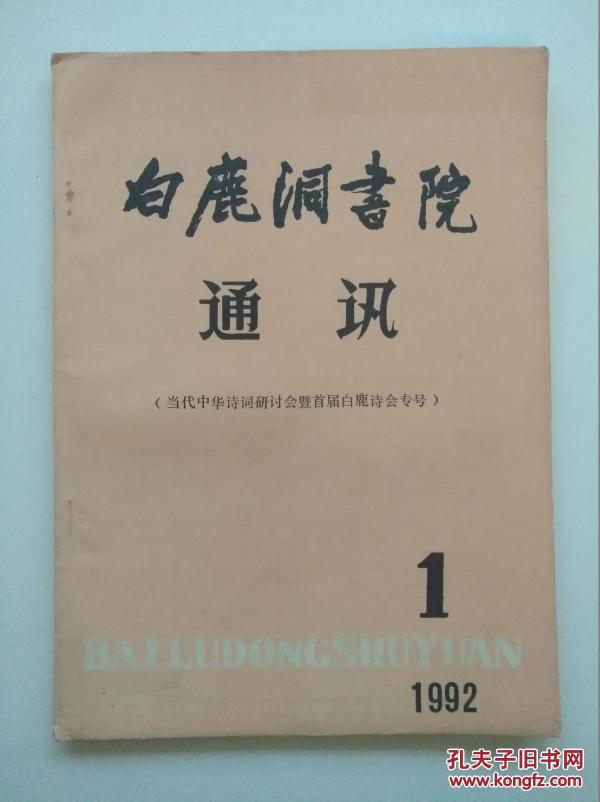 白鹿洞書院
通讯
（当代中华诗词研讨会暨首届白鹿诗会专号）
1
BAILUDONGSHUYUAN
1992
孔夫子旧书网
www.kongfz.com